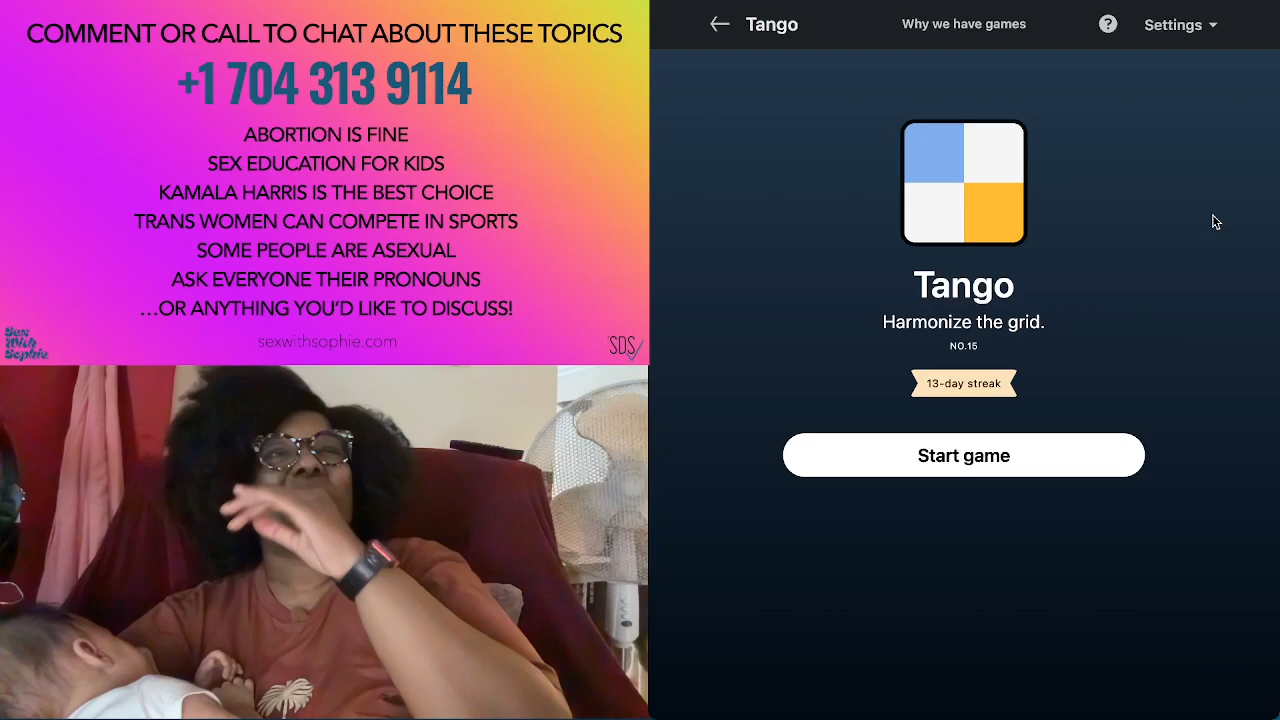 COMMENT OR CALL TO CHAT ABOUT THESE TOPICS
+1 704 313 9114
ABORTION IS FINE
SEX EDUCATION FOR KIDS
KAMALA HARRIS IS THE BEST CHOICE
TRANS WOMEN CAN COMPETE IN SPORTS
SOME PEOPLE ARE ASEXUAL
ASK EVERYONE THEIR PRONOUNS
...OR ANYTHING YOU'D LIKE TO DISCUSS!
sexwithsophie.com
Sex
With
Sophie
SDS
Tango
Why we have games
?
Settings
Tango
Harmonize the grid.
NO.15
13-day streak
Start game